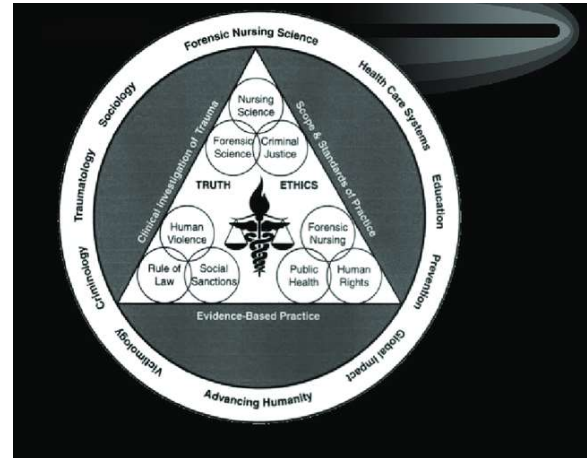 Forensic Nursing Science
Health Care Systems
Education
Prevention
Global Impact
Advancing Humanity
Victimology
Criminology
Traumatology
Sociology
Clinical Investigation of Trauma
Scope & Standards of Practice
Evidence-Based Practice
Nursing
Science
Forensic
Science
Criminal
Justice
TRUTH
ETHICS
Human
Violence
Rule of
Law
Social
Sanctions
Forensic
Nursing
Public
Health
Human
Rights